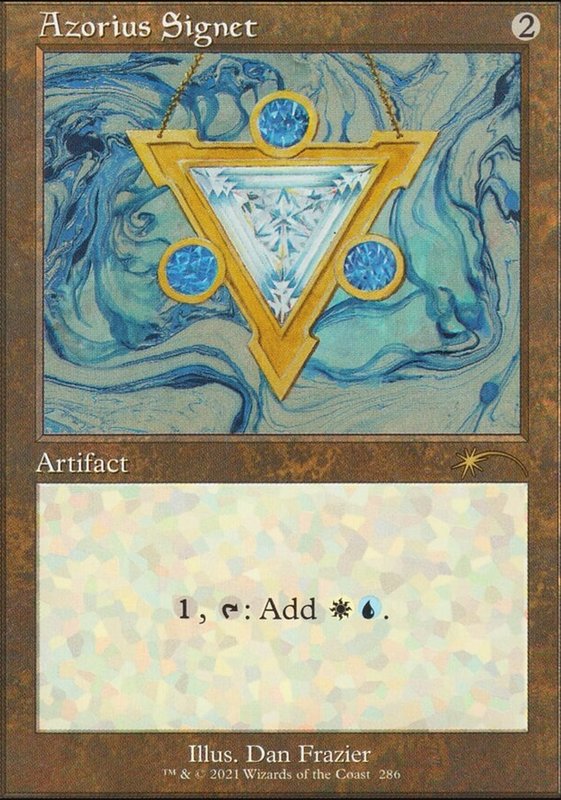 Azorius Signet 2
Artifact
1, : Add .
Illus. Dan Frazier
™ & © 2021 Wizards of the Coast 286